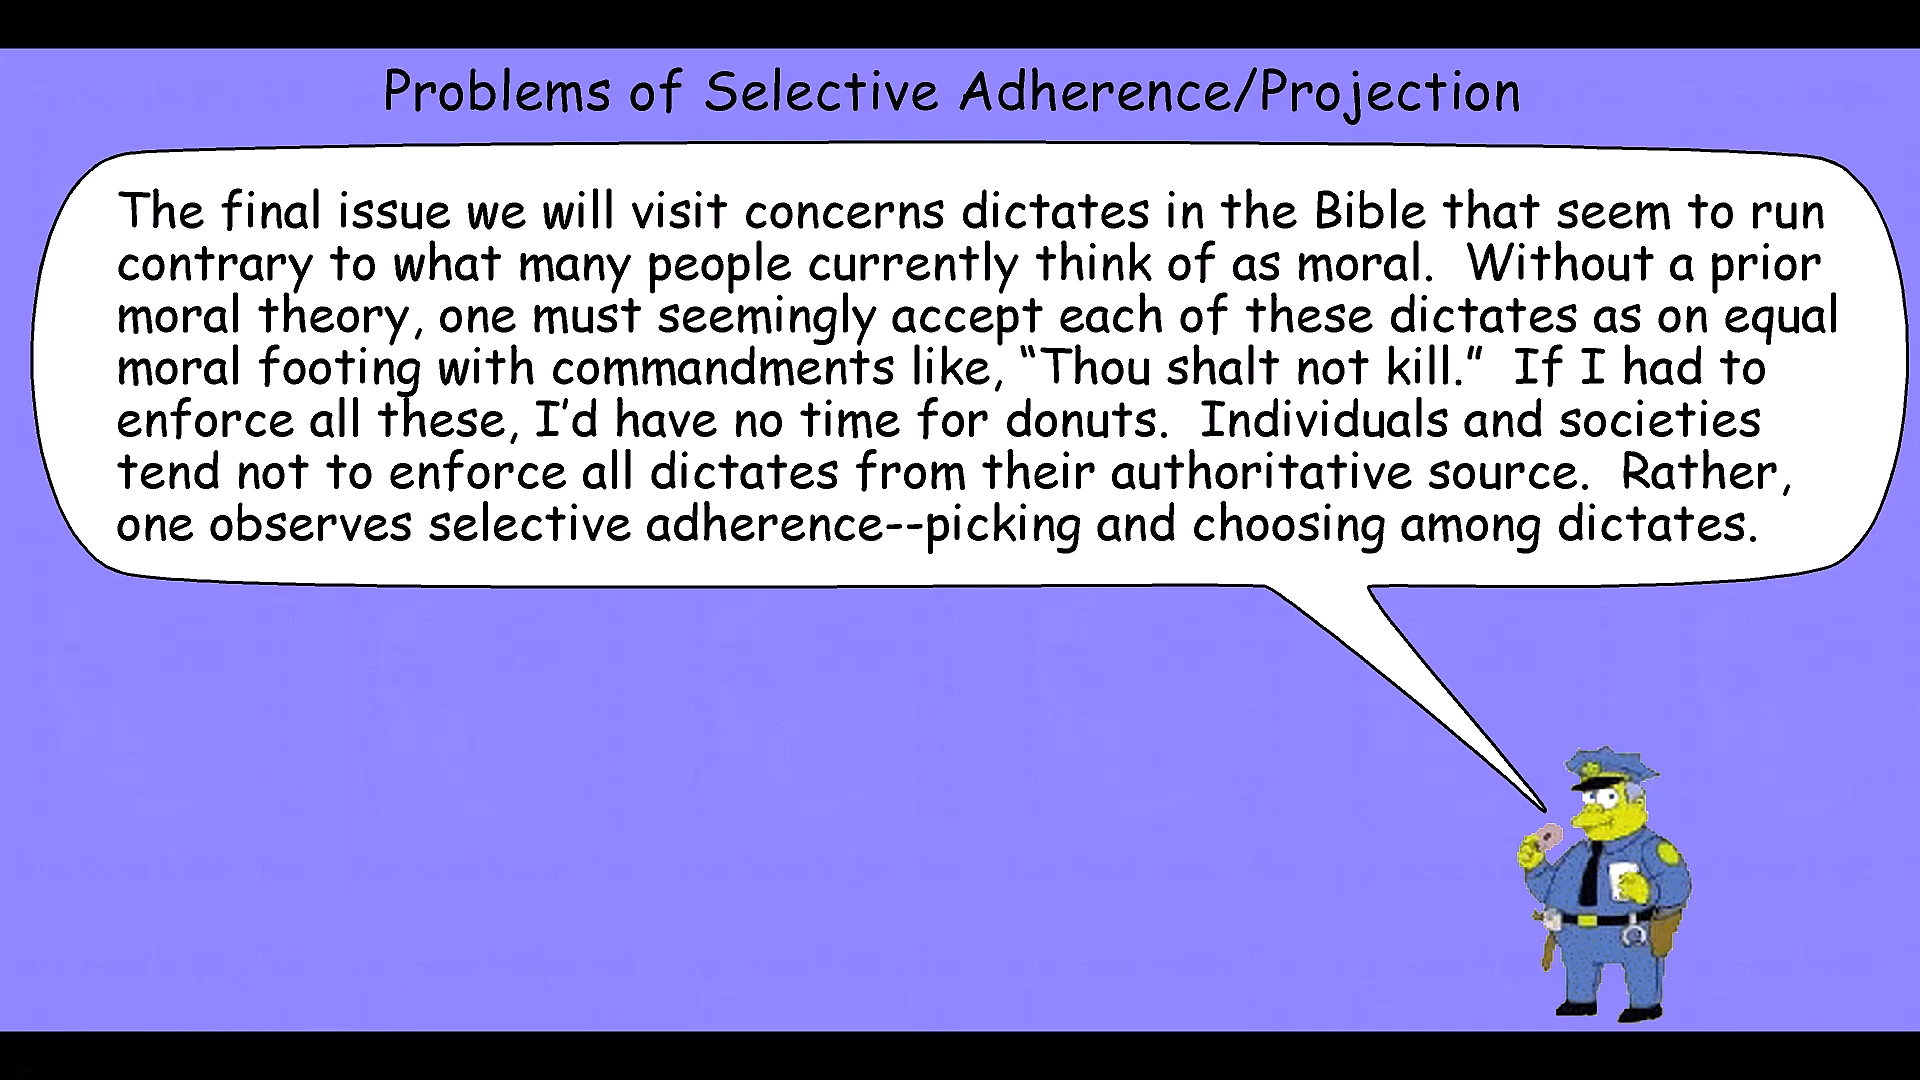 Problems of Selective Adherence/Projection
The final issue we will visit concerns dictates in the Bible that seem to run
contrary to what many people currently think of as moral.  Without a prior
moral theory, one must seemingly accept each of these dictates as on equal
moral footing with commandments like, “Thou shalt not kill.”  If I had to
enforce all these, I’d have no time for donuts.  Individuals and societies
tend not to enforce all dictates from their authoritative source.  Rather,
one observes selective adherence--picking and choosing among dictates.